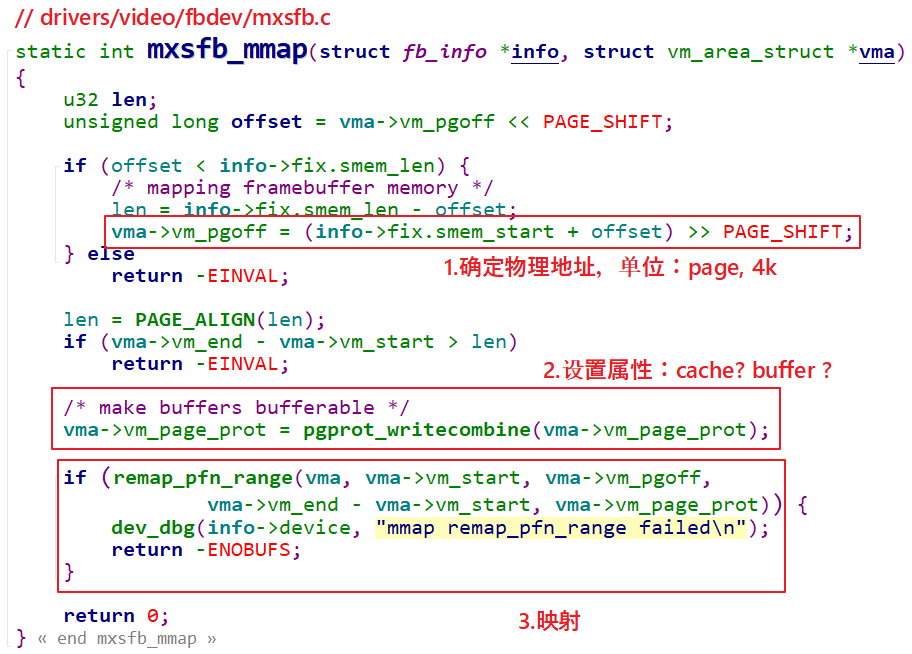 // drivers/video/fbdev/mxsfb.c
static int mxsfb_mmap(struct fb_info *info, struct vm_area_struct *vma)
{
u32 len;
unsigned long offset = vma->vm_pgoff << PAGE_SHIFT;
if (offset < info->fix.smem_len) {
/* mapping framebuffer memory */
len = info->fix.smem_len - offset;
vma->vm_pgoff = (info->fix.smem_start + offset) >> PAGE_SHIFT;
} else
1.确定物理地址，单位：page, 4k
return -EINVAL;
len = PAGE_ALIGN(len);
if (vma->vm_end - vma->vm_start > len)
return -EINVAL;
2.设置属性：cache? buffer ?
/* make buffers bufferable */
vma->vm_page_prot = pgprot_writecombine(vma->vm_page_prot);
if (remap_pfn_range(vma, vma->vm_start, vma->vm_pgoff,
vma->vm_end - vma->vm_start, vma->vm_page_prot)) {
dev_dbg(info->device, "mmap remap_pfn_range failed\n");
return -ENOBUFS;
}
return 0;
3.映射
} « end mxsfb_mmap »